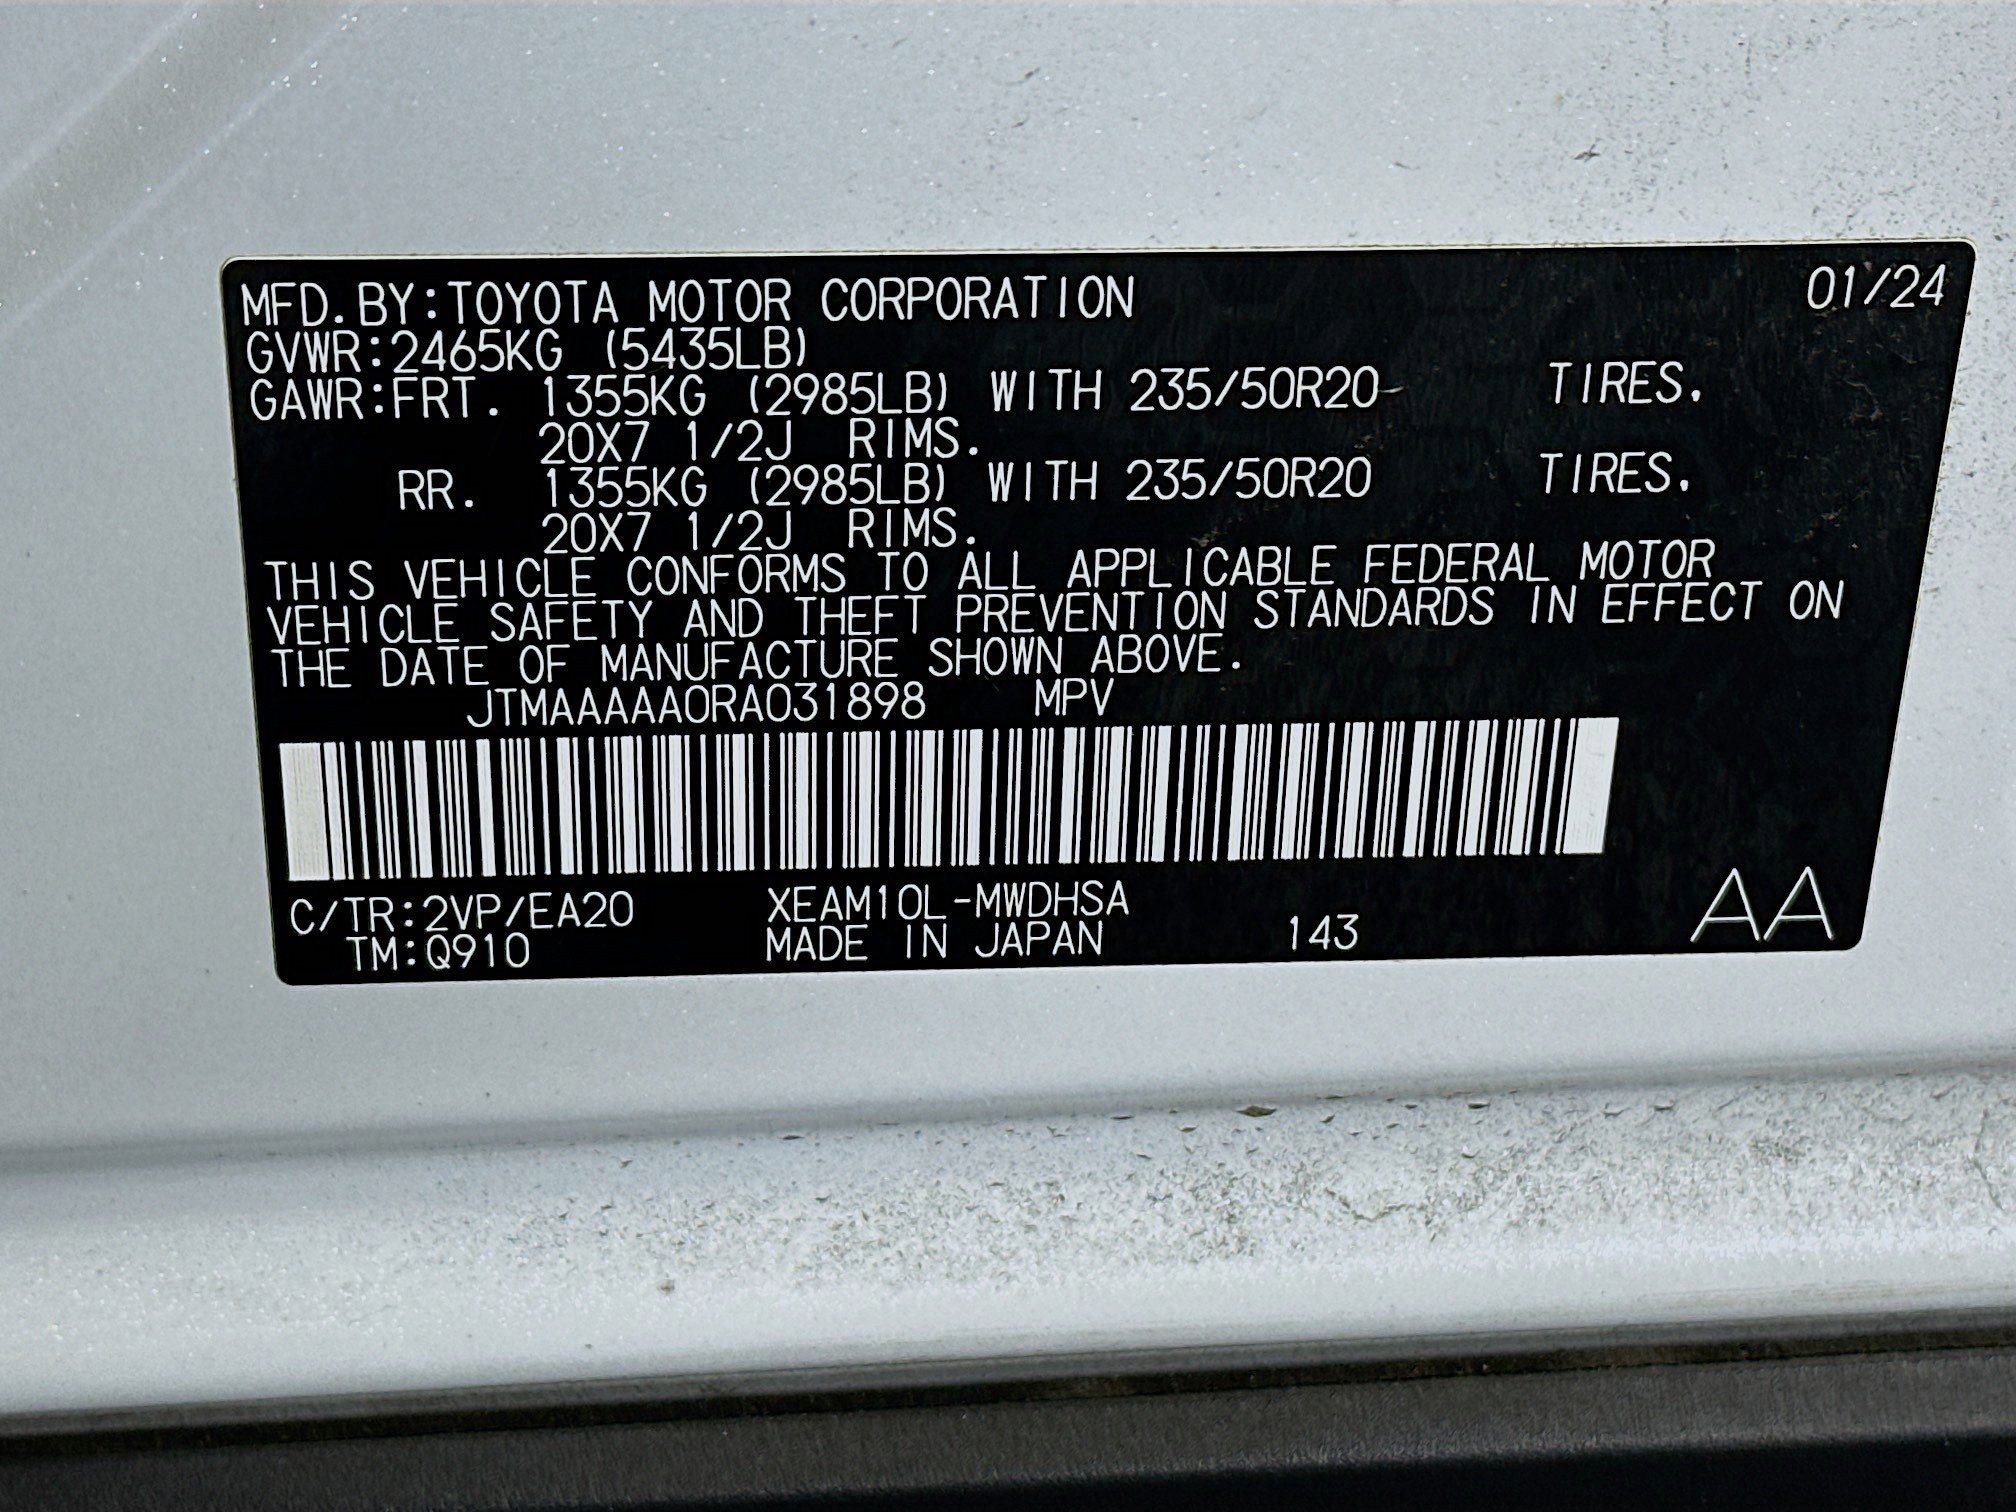 MFD.BY:TOYOTA MOTOR CORPORATION 01/24
GVWR:2465KG (5435LB)
GAWR:FRT. 1355KG (2985LB) WITH 235/50R20 TIRES.
20X7 1/2J RIMS.
RR. 1355KG (2985LB) WITH 235/50R20 TIRES.
20X7 1/2J RIMS.
THIS VEHICLE CONFORMS TO ALL APPLICABLE FEDERAL MOTOR
VEHICLE SAFETY AND THEFT PREVENTION STANDARDS IN EFFECT ON
THE DATE OF MANUFACTURE SHOWN ABOVE.
JTMAAAAA0RA031898 MPV
C/TR:2VP/EA20 XEAM10L-MWDHSA
TM:Q910 MADE IN JAPAN 143 AA